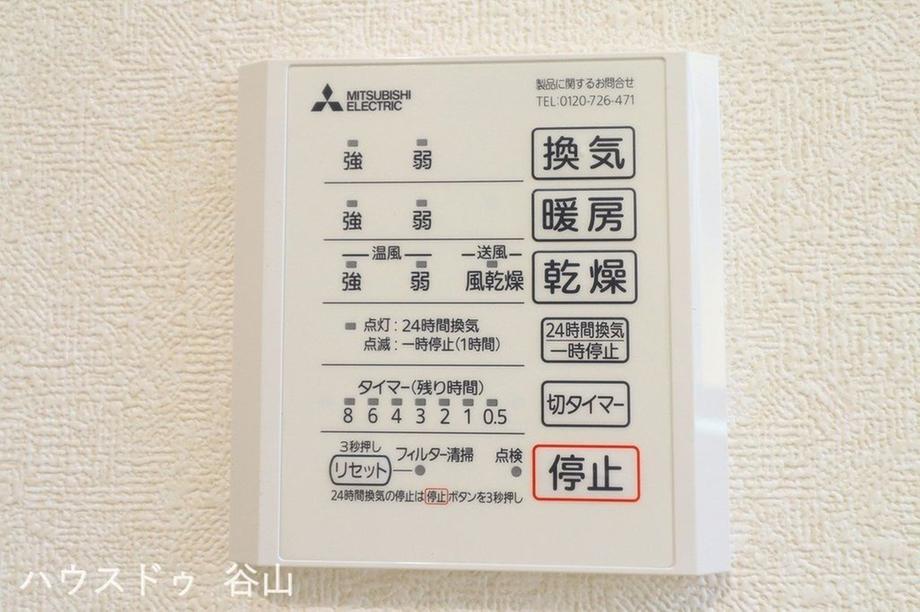 MITSUBISHI
ELECTRIC
製品に関するお問合せ
TEL:0120-726-471
強 弱 換気
強 弱 暖房
温風 送風
強 弱 風乾燥 乾燥
点灯:24時間換気
点滅:一時停止(1時間)
24時間換気
一時停止
タイマー(残り時間)
8 6 4 3 2 1 0.5
切タイマー
3秒押し
リセット フィルター清掃 点検
停止
24時間換気の停止は停止ボタンを3秒押し
ハウスドゥ 谷山